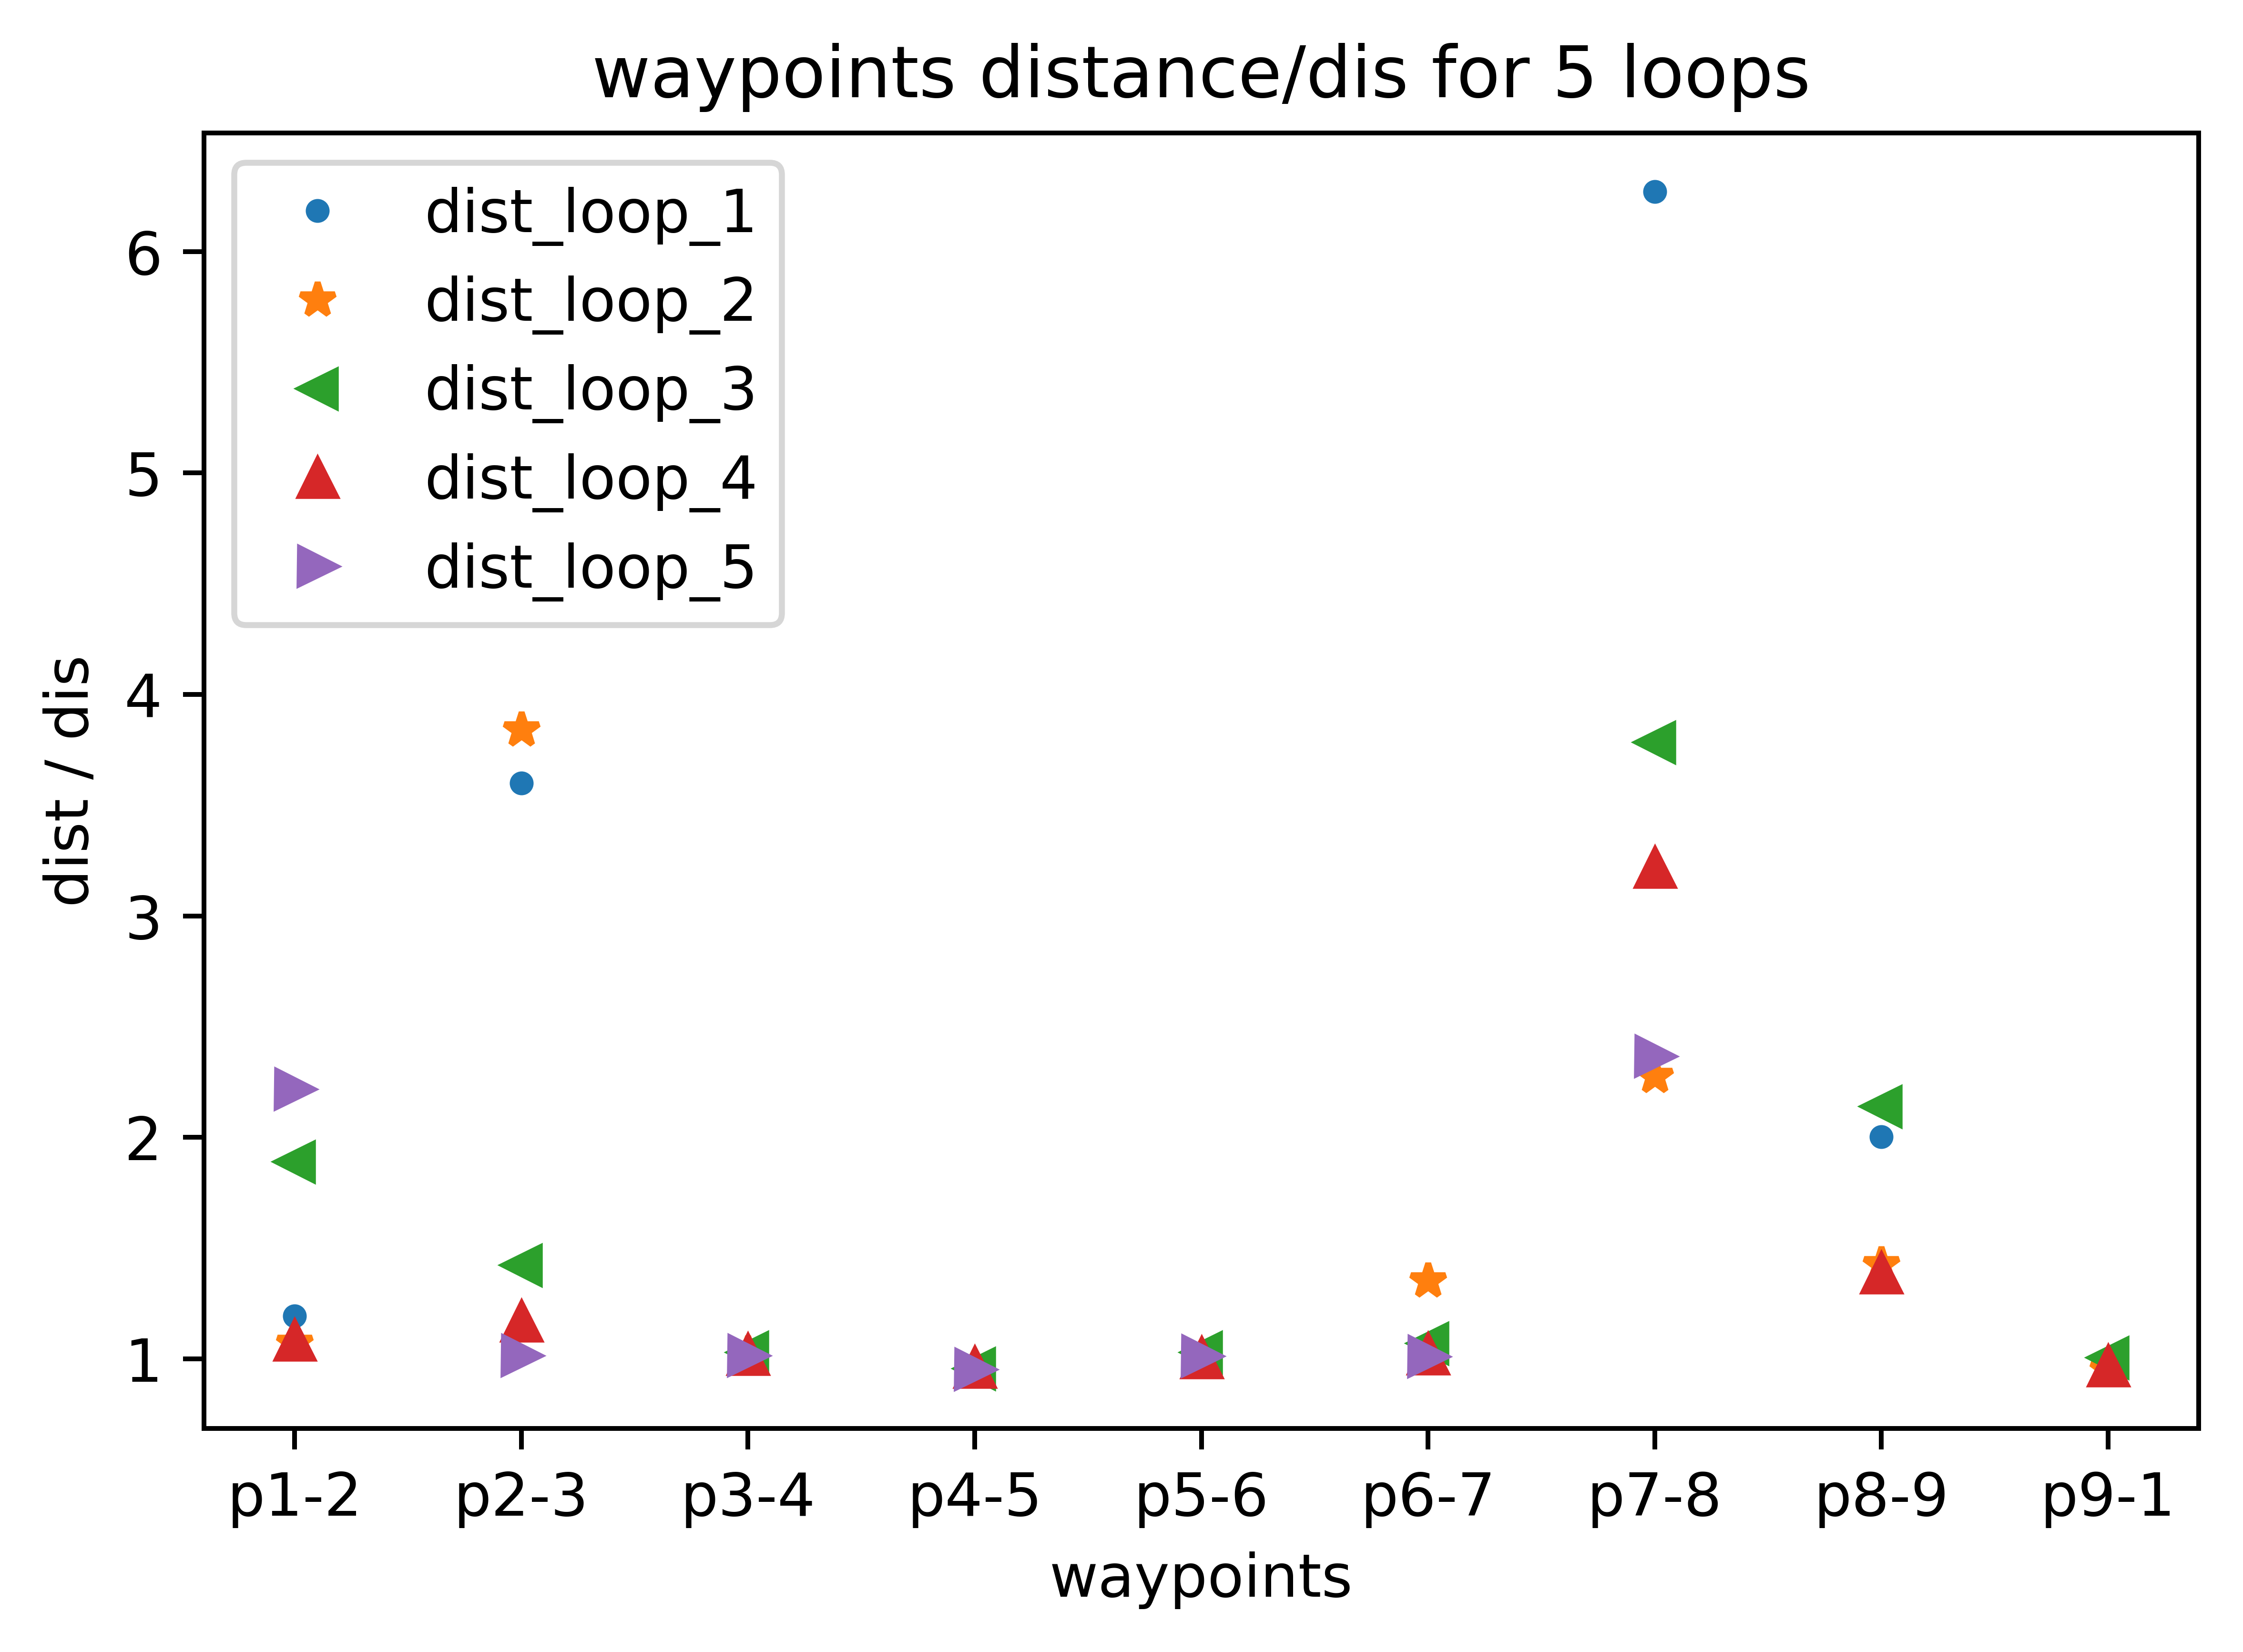 waypoints distance/dis for 5 loops
dist_loop_1
dist_loop_2
dist_loop_3
dist_loop_4
dist_loop_5
dist / dis
6
5
4
3
2
1
p1-2 p2-3 p3-4 p4-5 p5-6 p6-7 p7-8 p8-9 p9-1
waypoints